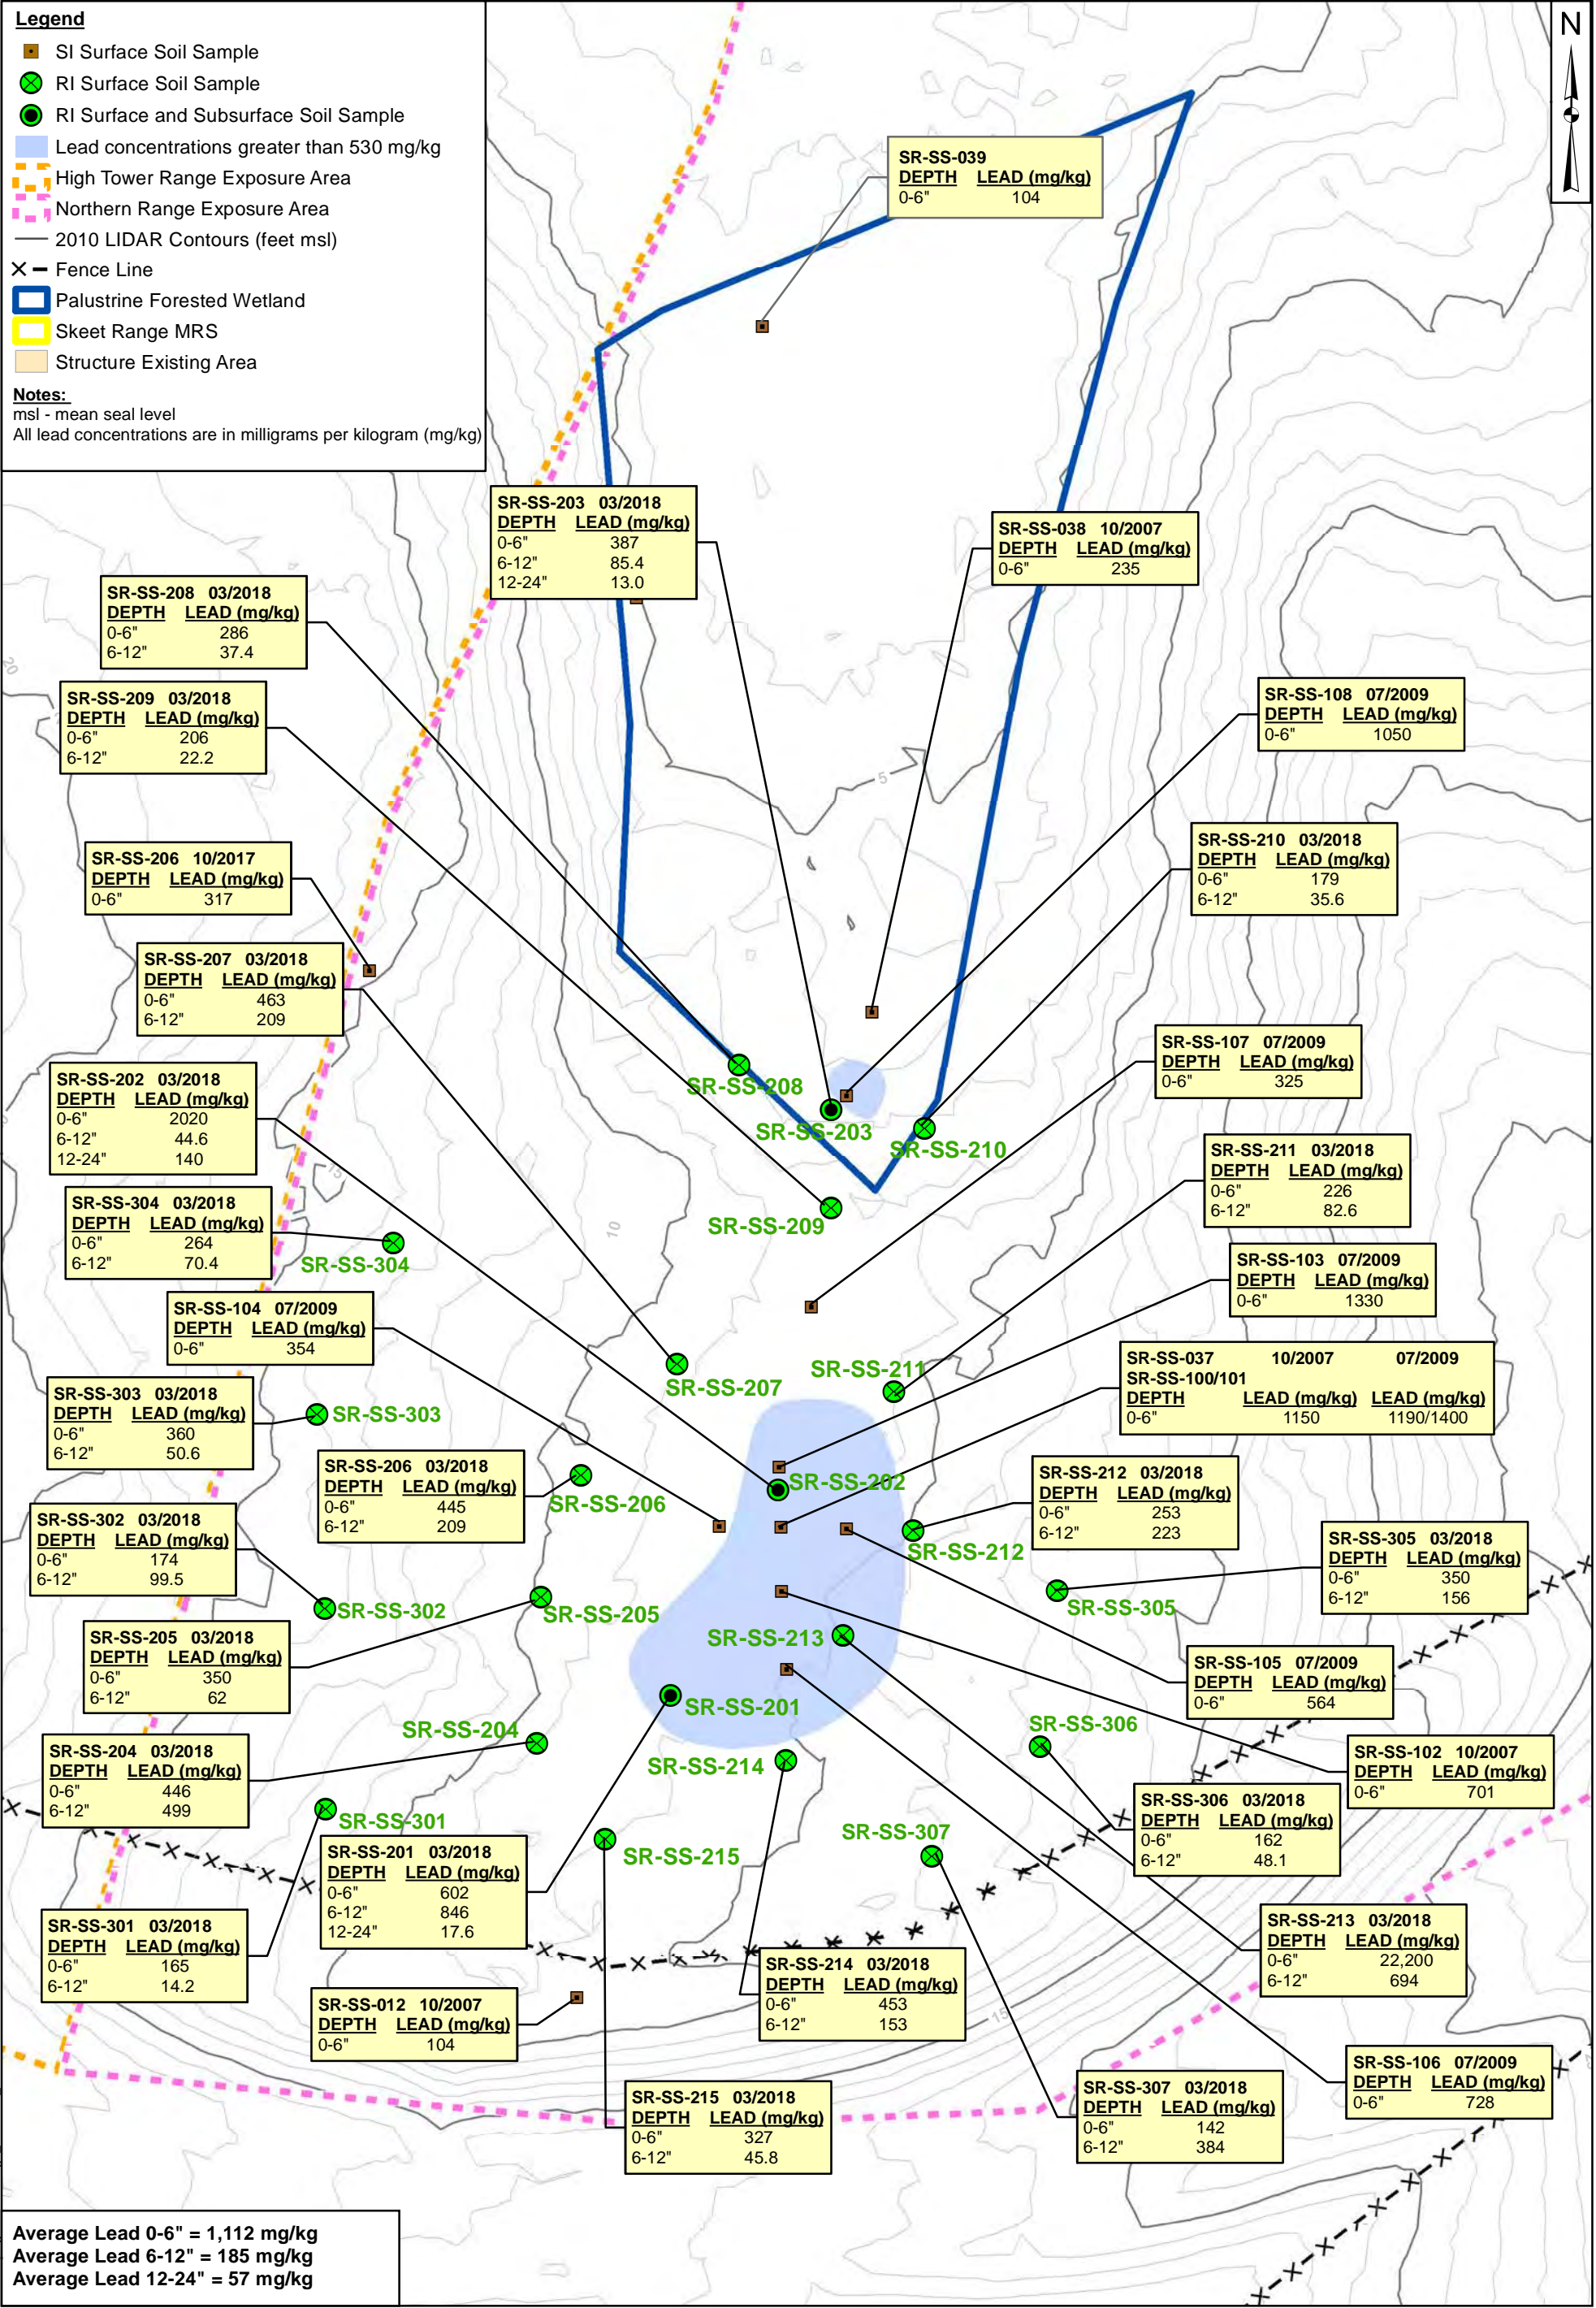 Legend
SI Surface Soil Sample
RI Surface Soil Sample
RI Surface and Subsurface Soil Sample
Lead concentrations greater than 530 mg/kg
High Tower Range Exposure Area
Northern Range Exposure Area
2010 LIDAR Contours (feet msl)
Fence Line
Palustrine Forested Wetland
Skeet Range MRS
Structure Existing Area
Notes:
msl - mean seal level
All lead concentrations are in milligrams per kilogram (mg/kg)
N
SR-SS-039
DEPTH LEAD (mg/kg)
0-6" 104
SR-SS-203 03/2018
DEPTH LEAD (mg/kg)
0-6" 387
6-12" 85.4
12-24" 13.0
SR-SS-038 10/2007
DEPTH LEAD (mg/kg)
0-6" 235
SR-SS-208 03/2018
DEPTH LEAD (mg/kg)
0-6" 286
6-12" 37.4
20
SR-SS-209 03/2018
DEPTH LEAD (mg/kg)
0-6" 206
6-12" 22.2
SR-SS-108 07/2009
DEPTH LEAD (mg/kg)
0-6" 1050
5
SR-SS-206 10/2017
DEPTH LEAD (mg/kg)
0-6" 317
SR-SS-210 03/2018
DEPTH LEAD (mg/kg)
0-6" 179
6-12" 35.6
SR-SS-207 03/2018
DEPTH LEAD (mg/kg)
0-6" 463
6-12" 209
SR-SS-107 07/2009
DEPTH LEAD (mg/kg)
0-6" 325
SR-SS-202 03/2018
DEPTH LEAD (mg/kg)
0-6" 2020
6-12" 44.6
12-24" 140
SR-SS-208
SR-SS-203
SR-SS-210
15
SR-SS-211 03/2018
DEPTH LEAD (mg/kg)
0-6" 226
6-12" 82.6
SR-SS-304 03/2018
DEPTH LEAD (mg/kg)
0-6" 264
6-12" 70.4
SR-SS-304
10
SR-SS-209
SR-SS-103 07/2009
DEPTH LEAD (mg/kg)
0-6" 1330
SR-SS-104 07/2009
DEPTH LEAD (mg/kg)
0-6" 354
SR-SS-037 10/2007 07/2009
SR-SS-100/101
DEPTH LEAD (mg/kg) LEAD (mg/kg)
0-6" 1150 1190/1400
SR-SS-211
SR-SS-207
SR-SS-303 03/2018
DEPTH LEAD (mg/kg)
0-6" 360
6-12" 50.6
SR-SS-303
SR-SS-206 03/2018
DEPTH LEAD (mg/kg)
0-6" 445
6-12" 209
SR-SS-206
SR-SS-202
SR-SS-212 03/2018
DEPTH LEAD (mg/kg)
0-6" 253
6-12" 223
SR-SS-212
SR-SS-302 03/2018
DEPTH LEAD (mg/kg)
0-6" 174
6-12" 99.5
SR-SS-302
SR-SS-205
SR-SS-305 03/2018
DEPTH LEAD (mg/kg)
0-6" 350
6-12" 156
SR-SS-305
SR-SS-205 03/2018
DEPTH LEAD (mg/kg)
0-6" 350
6-12" 62
SR-SS-213
SR-SS-105 07/2009
DEPTH LEAD (mg/kg)
0-6" 564
SR-SS-201
SR-SS-204
SR-SS-306
SR-SS-204 03/2018
DEPTH LEAD (mg/kg)
0-6" 446
6-12" 499
SR-SS-214
SR-SS-102 10/2007
DEPTH LEAD (mg/kg)
0-6" 701
SR-SS-306 03/2018
DEPTH LEAD (mg/kg)
0-6" 162
6-12" 48.1
SR-SS-301
SR-SS-307
SR-SS-215
SR-SS-201 03/2018
DEPTH LEAD (mg/kg)
0-6" 602
6-12" 846
12-24" 17.6
SR-SS-301 03/2018
DEPTH LEAD (mg/kg)
0-6" 165
6-12" 14.2
SR-SS-213 03/2018
DEPTH LEAD (mg/kg)
0-6" 22,200
6-12" 694
SR-SS-214 03/2018
DEPTH LEAD (mg/kg)
0-6" 453
6-12" 153
15
SR-SS-012 10/2007
DEPTH LEAD (mg/kg)
0-6" 104
SR-SS-106 07/2009
DEPTH LEAD (mg/kg)
0-6" 728
SR-SS-215 03/2018
DEPTH LEAD (mg/kg)
0-6" 327
6-12" 45.8
SR-SS-307 03/2018
DEPTH LEAD (mg/kg)
0-6" 142
6-12" 384
Average Lead 0-6" = 1,112 mg/kg
Average Lead 6-12" = 185 mg/kg
Average Lead 12-24" = 57 mg/kg